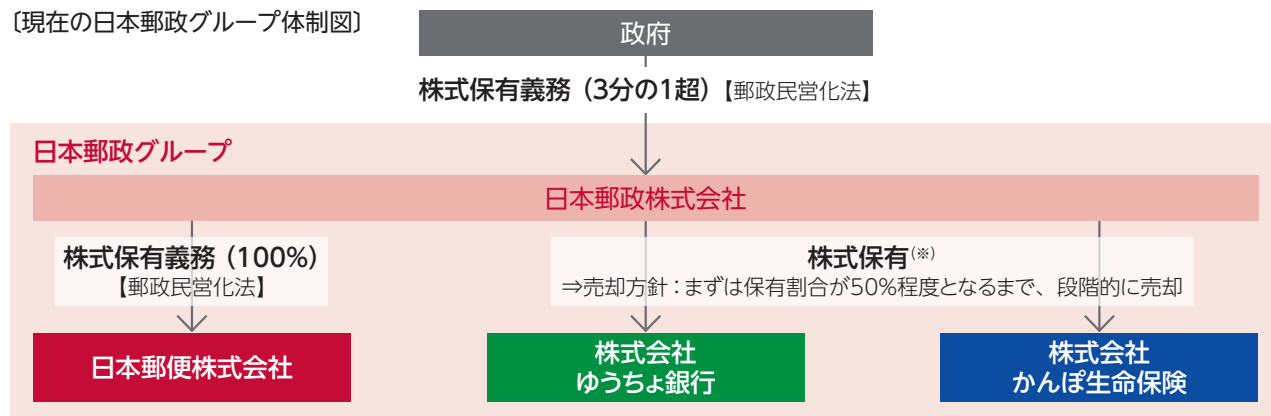 〔現在の日本郵政グループ体制図〕
政府
株式保有義務（3分の1超）【郵政民営化法】
日本郵政グループ
日本郵政株式会社
株式保有義務（100%）
【郵政民営化法】
株式保有(※)
⇒売却方針：まずは保有割合が50%程度となるまで、段階的に売却
日本郵便株式会社
株式会社
ゆうちょ銀行
株式会社
かんぽ生命保険